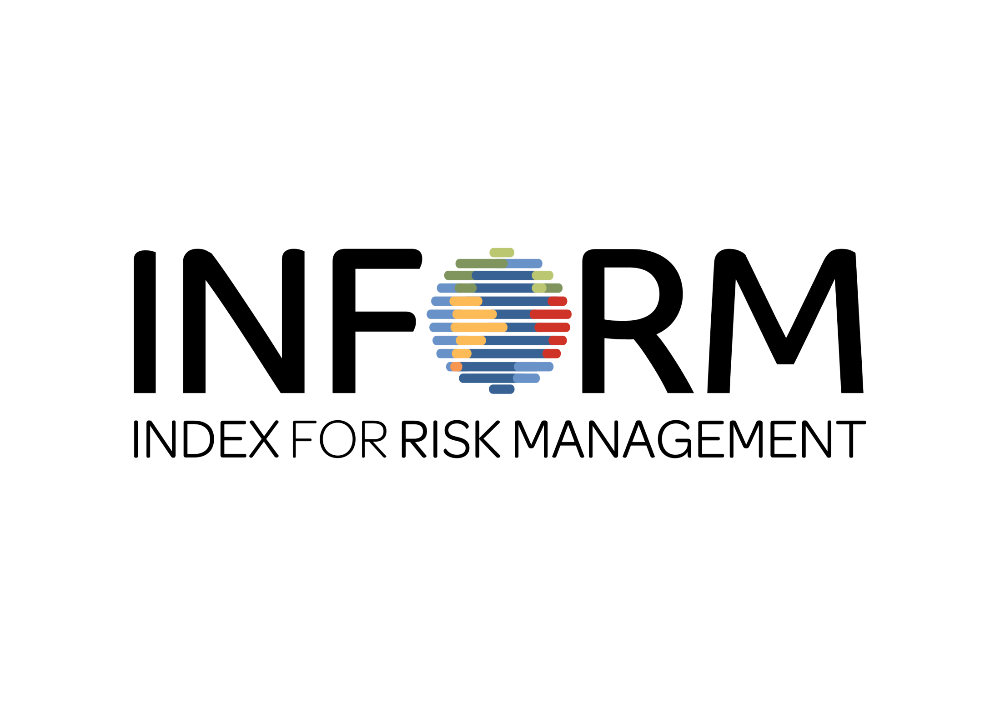 INFORM
INDEX FOR RISK MANAGEMENT